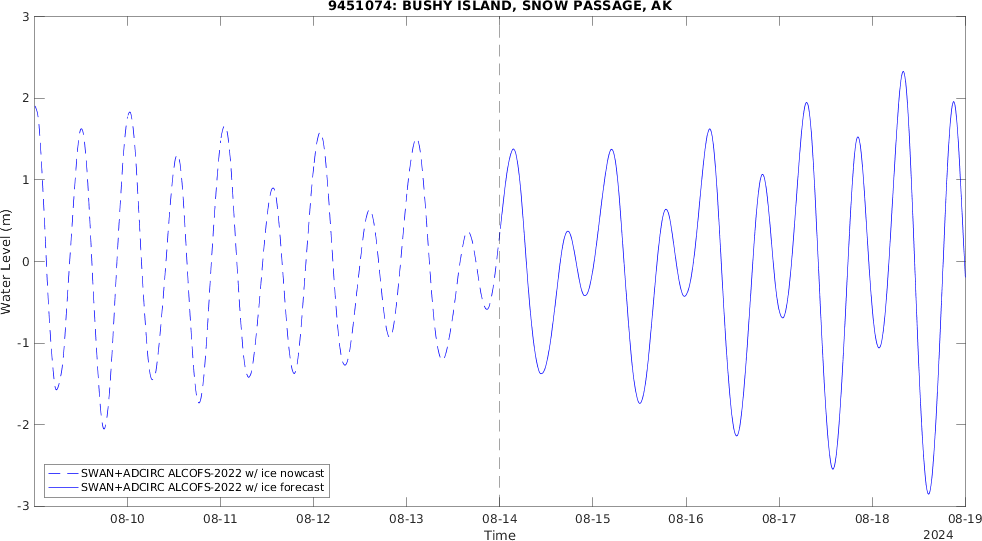 9451074: BUSHY ISLAND, SNOW PASSAGE, AK
3
2
1
0
-1
-2
-3
Water Level (m)
SWAN+ADCIRC ALCOFS-2022 w/ ice nowcast
SWAN+ADCIRC ALCOFS-2022 w/ ice forecast
08-10 08-11 08-12 08-13 08-14 08-15 08-16 08-17 08-18 08-19
Time
2024